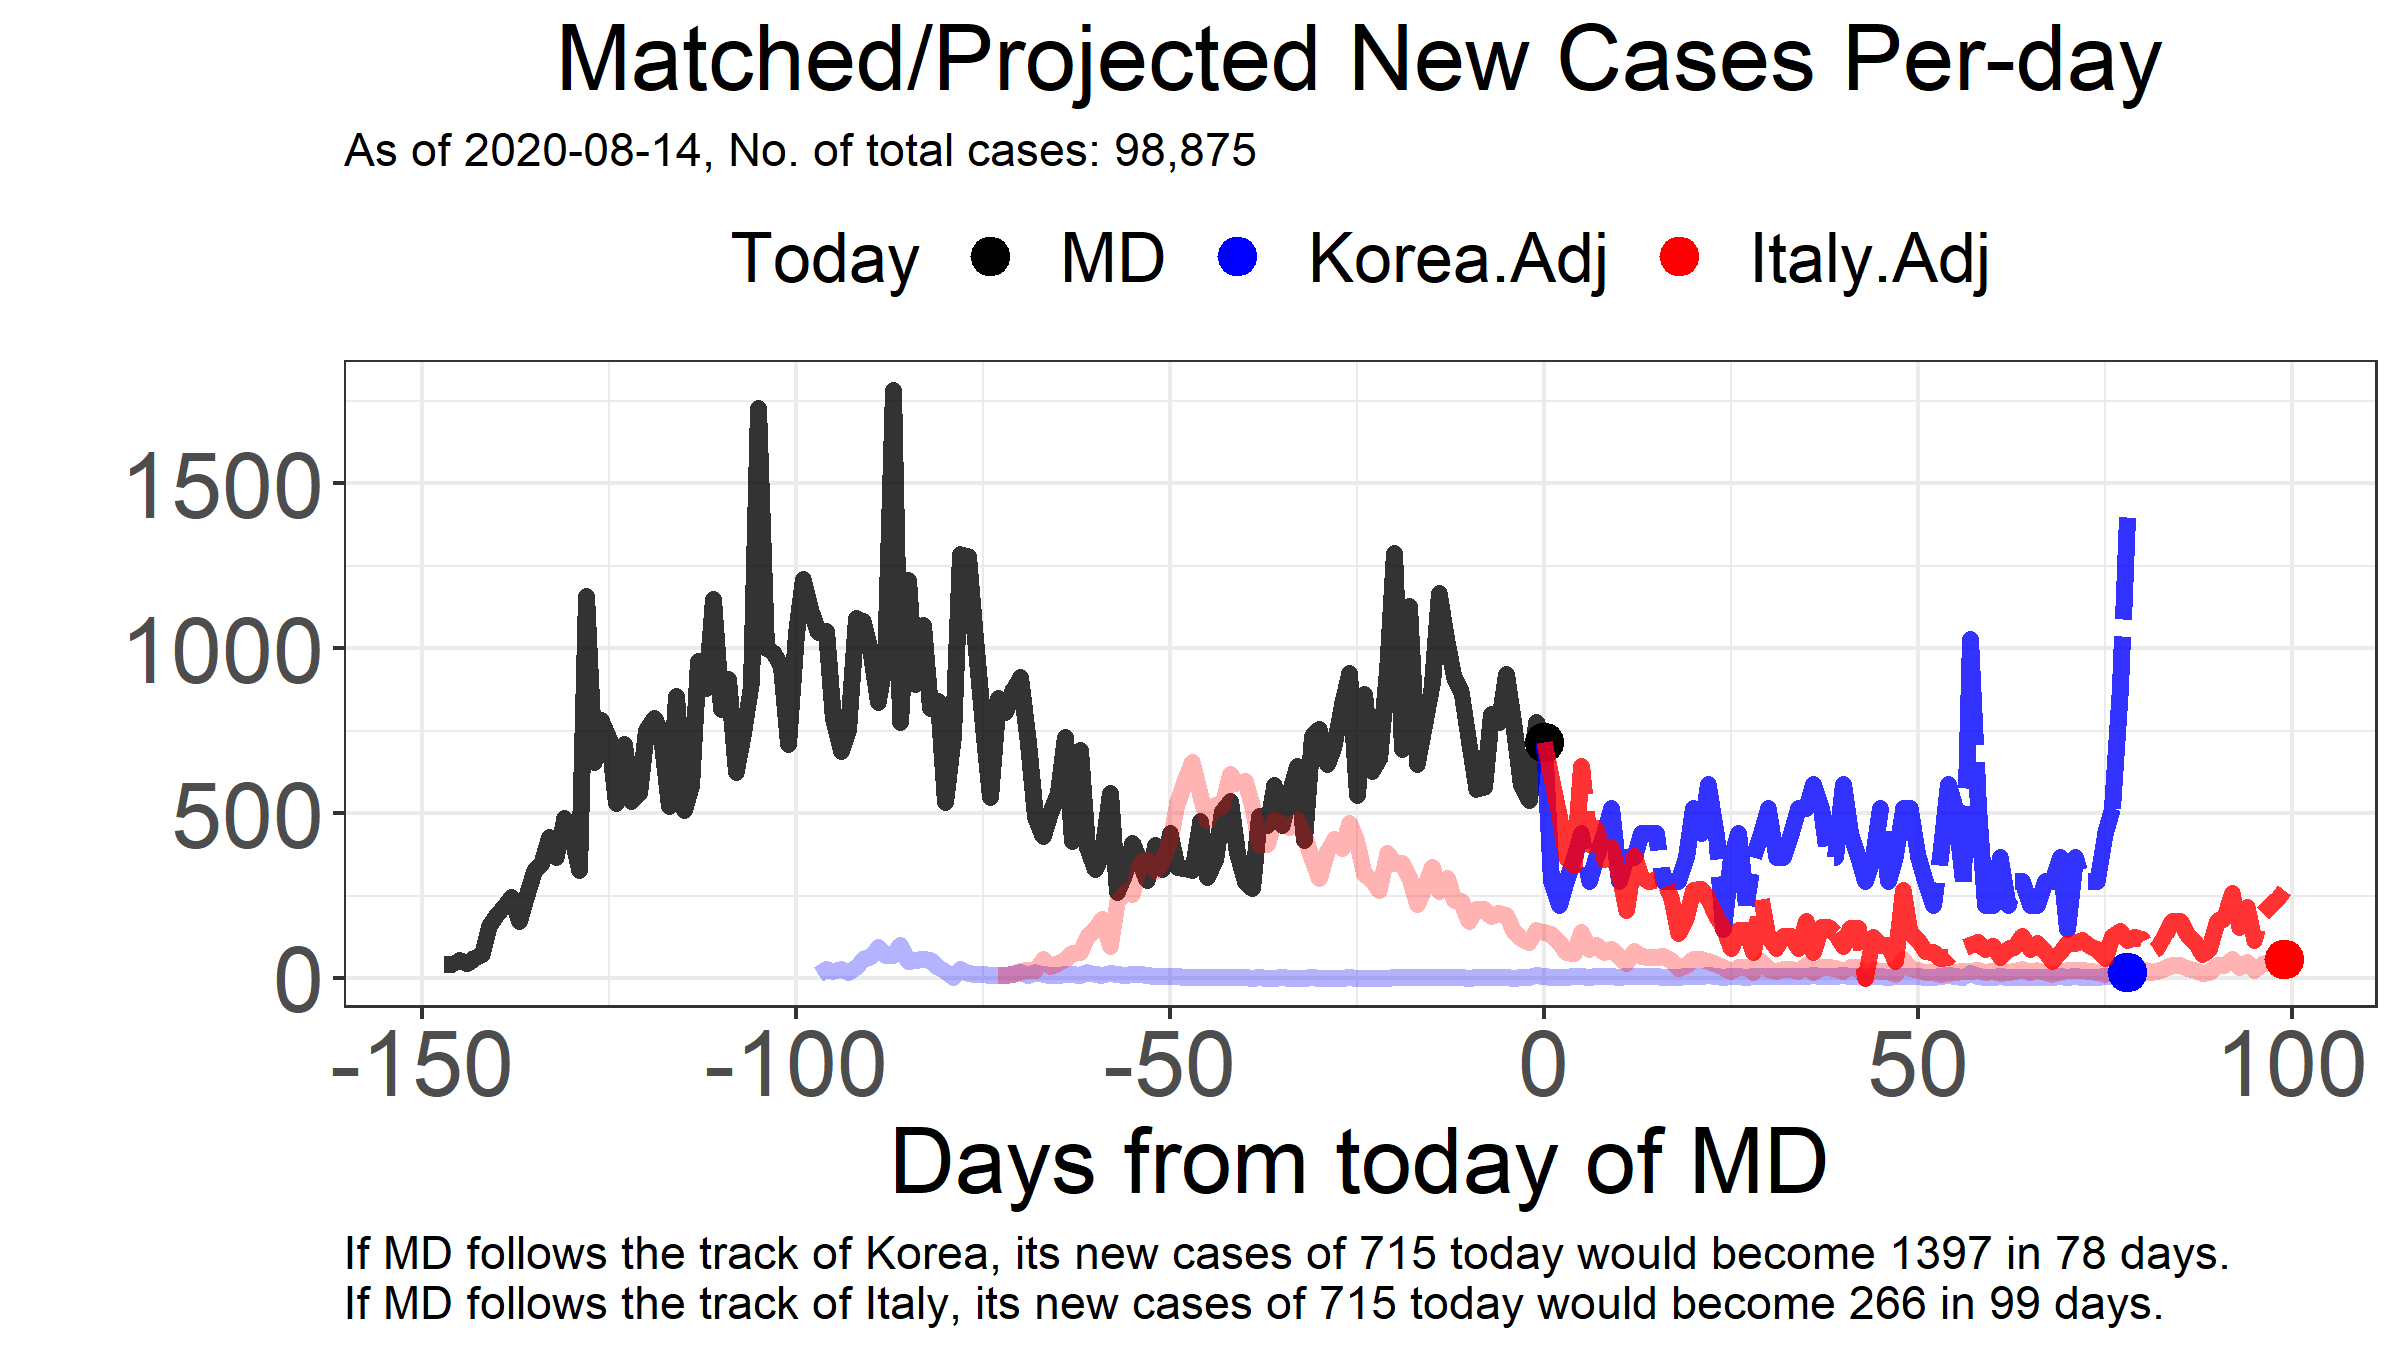 Matched/Projected New Cases Per-day
As of 2020-08-14, No. of total cases: 98,875
Today MD Korea.Adj Italy.Adj
1500
1000
500
0
-150 -100 -50 0 50 100
Days from today of MD
If MD follows the track of Korea, its new cases of 715 today would become 1397 in 78 days.
If MD follows the track of Italy, its new cases of 715 today would become 266 in 99 days.